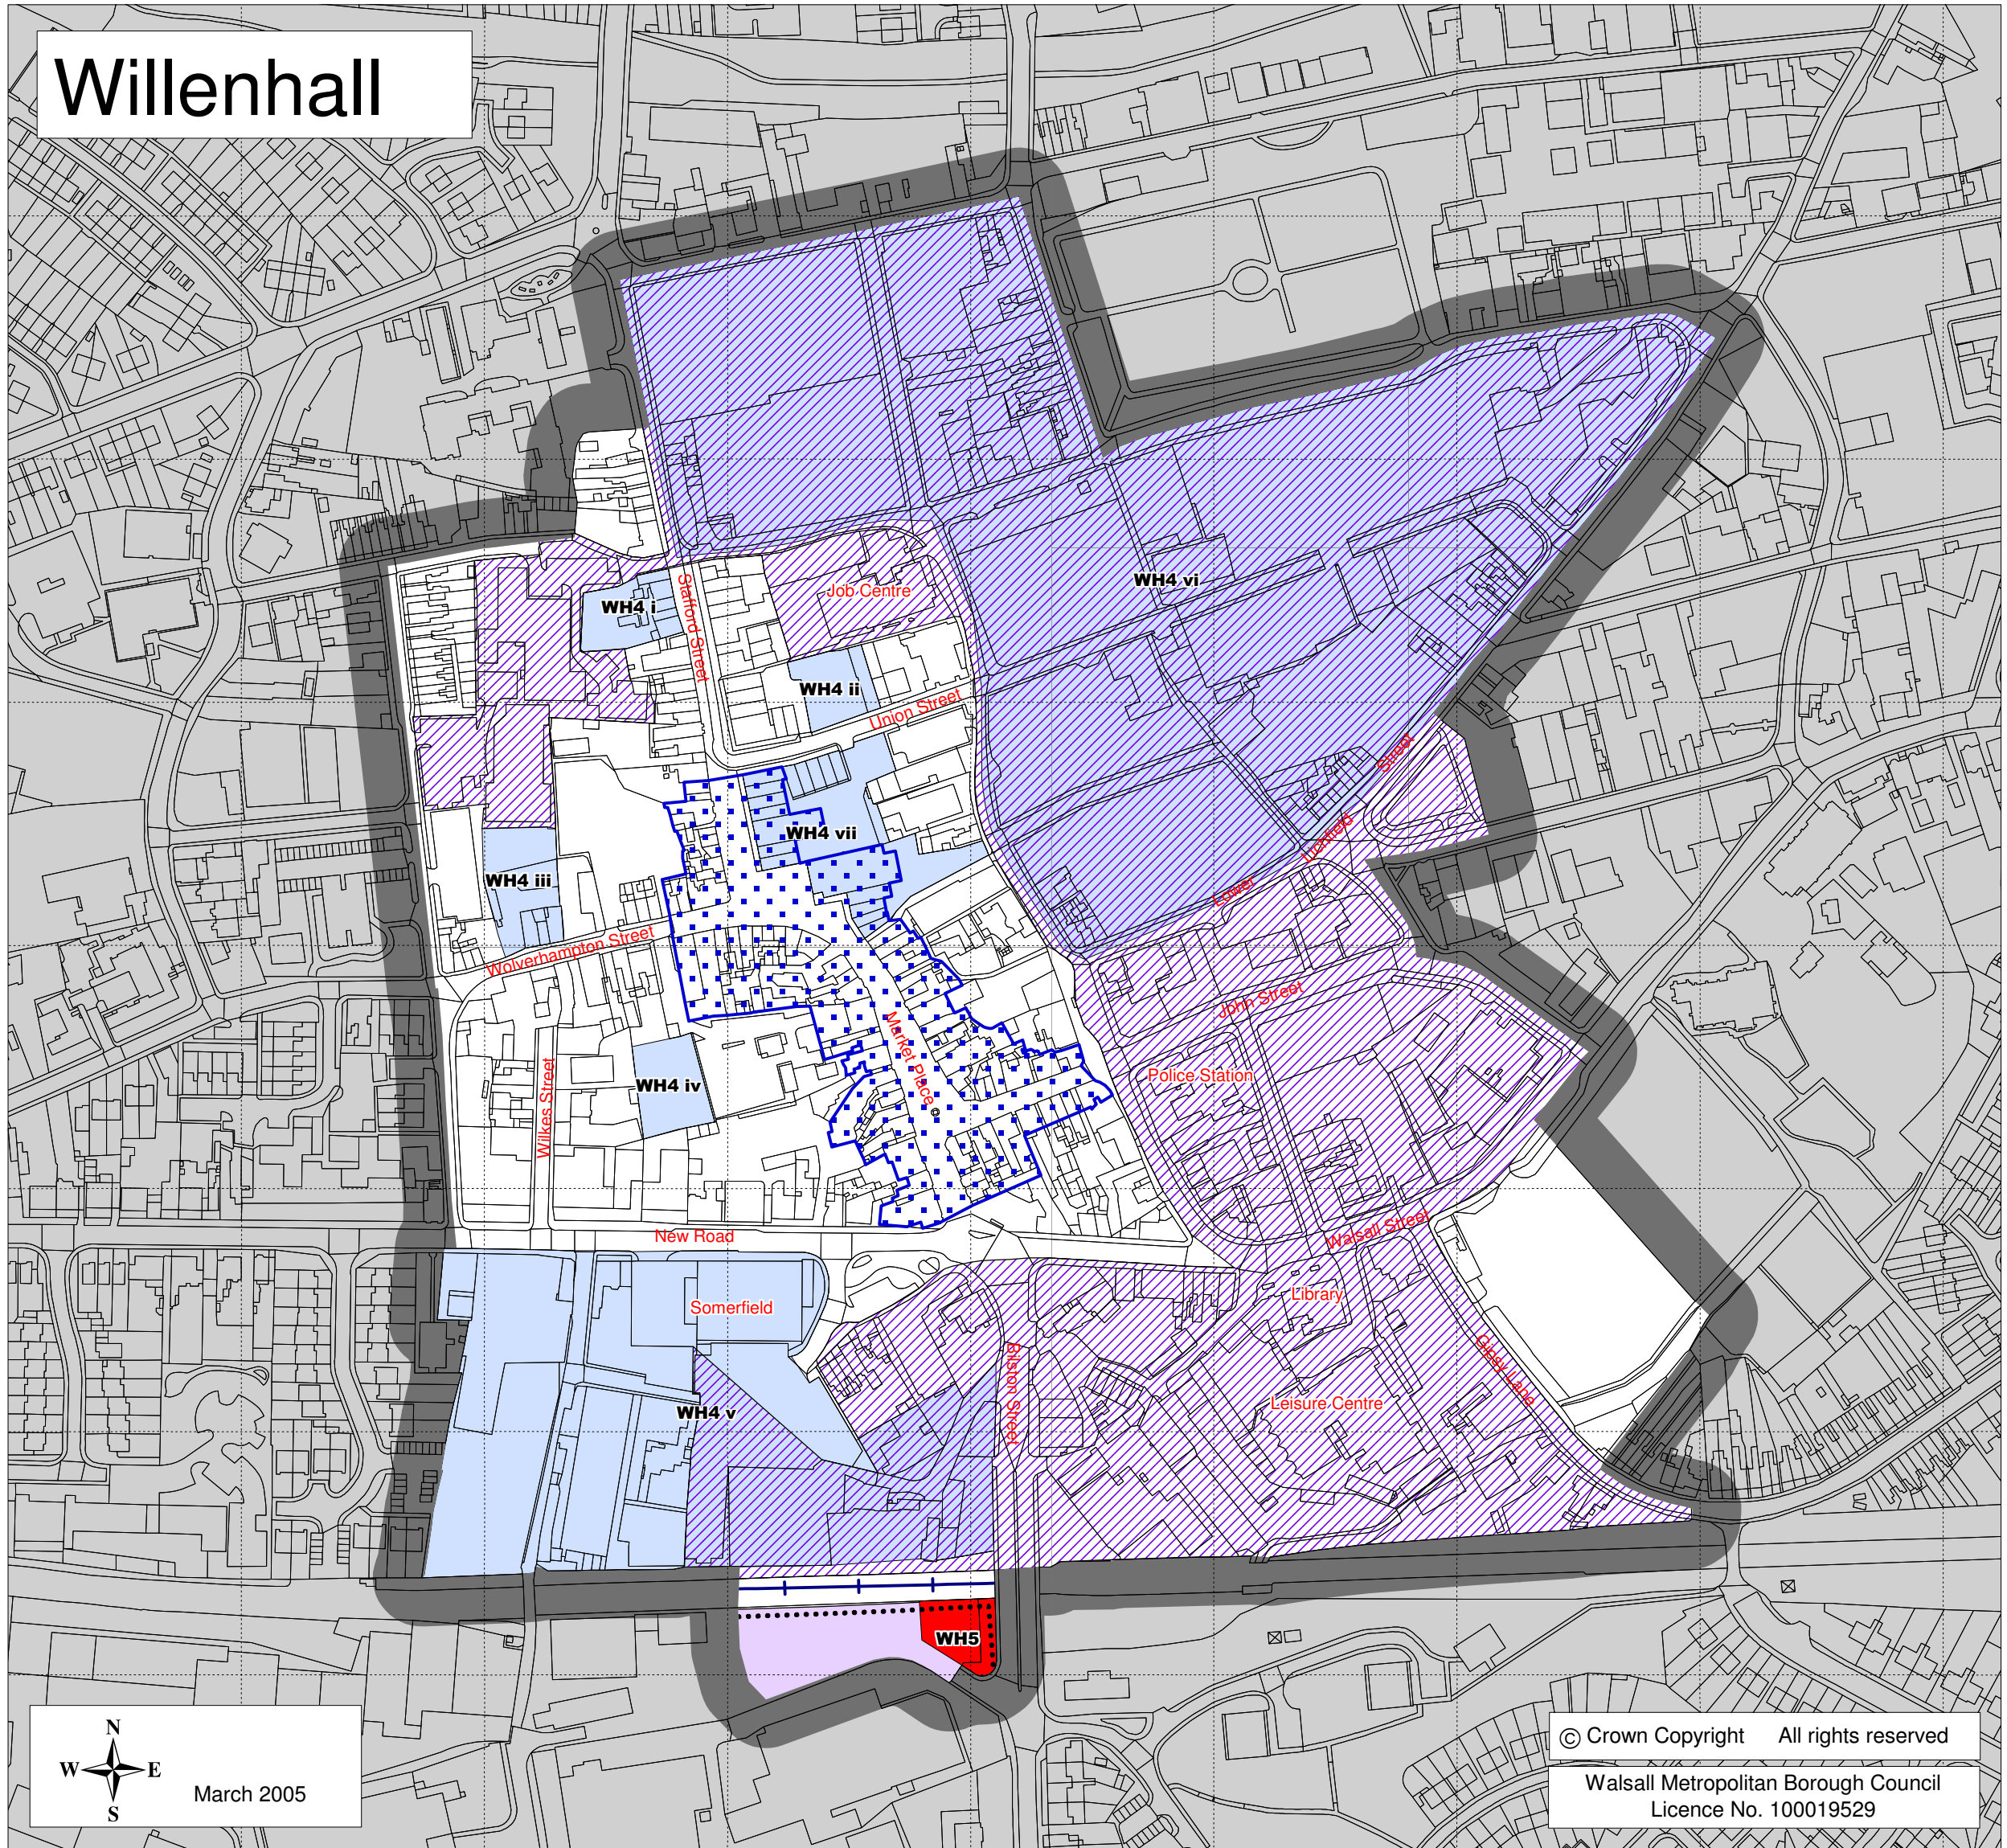 Willenhall
WH4 i
Stafford Street
Job Centre
WH4 vi
WH4 ii
Union Street
WH4 vii
WH4 iii
Wolverhampton Street
Lower
Lichfield
Street
John Street
Market Place
Police Station
WH4 iv
Wilkes Street
New Road
Walsall Street
Somerfield
Library
Gipsy Lane
Bilston Street
Leisure Centre
WH4 v
WH5
N
W
E
S
March 2005
© Crown Copyright All rights reserved
Walsall Metropolitan Borough Council
Licence No. 100019529